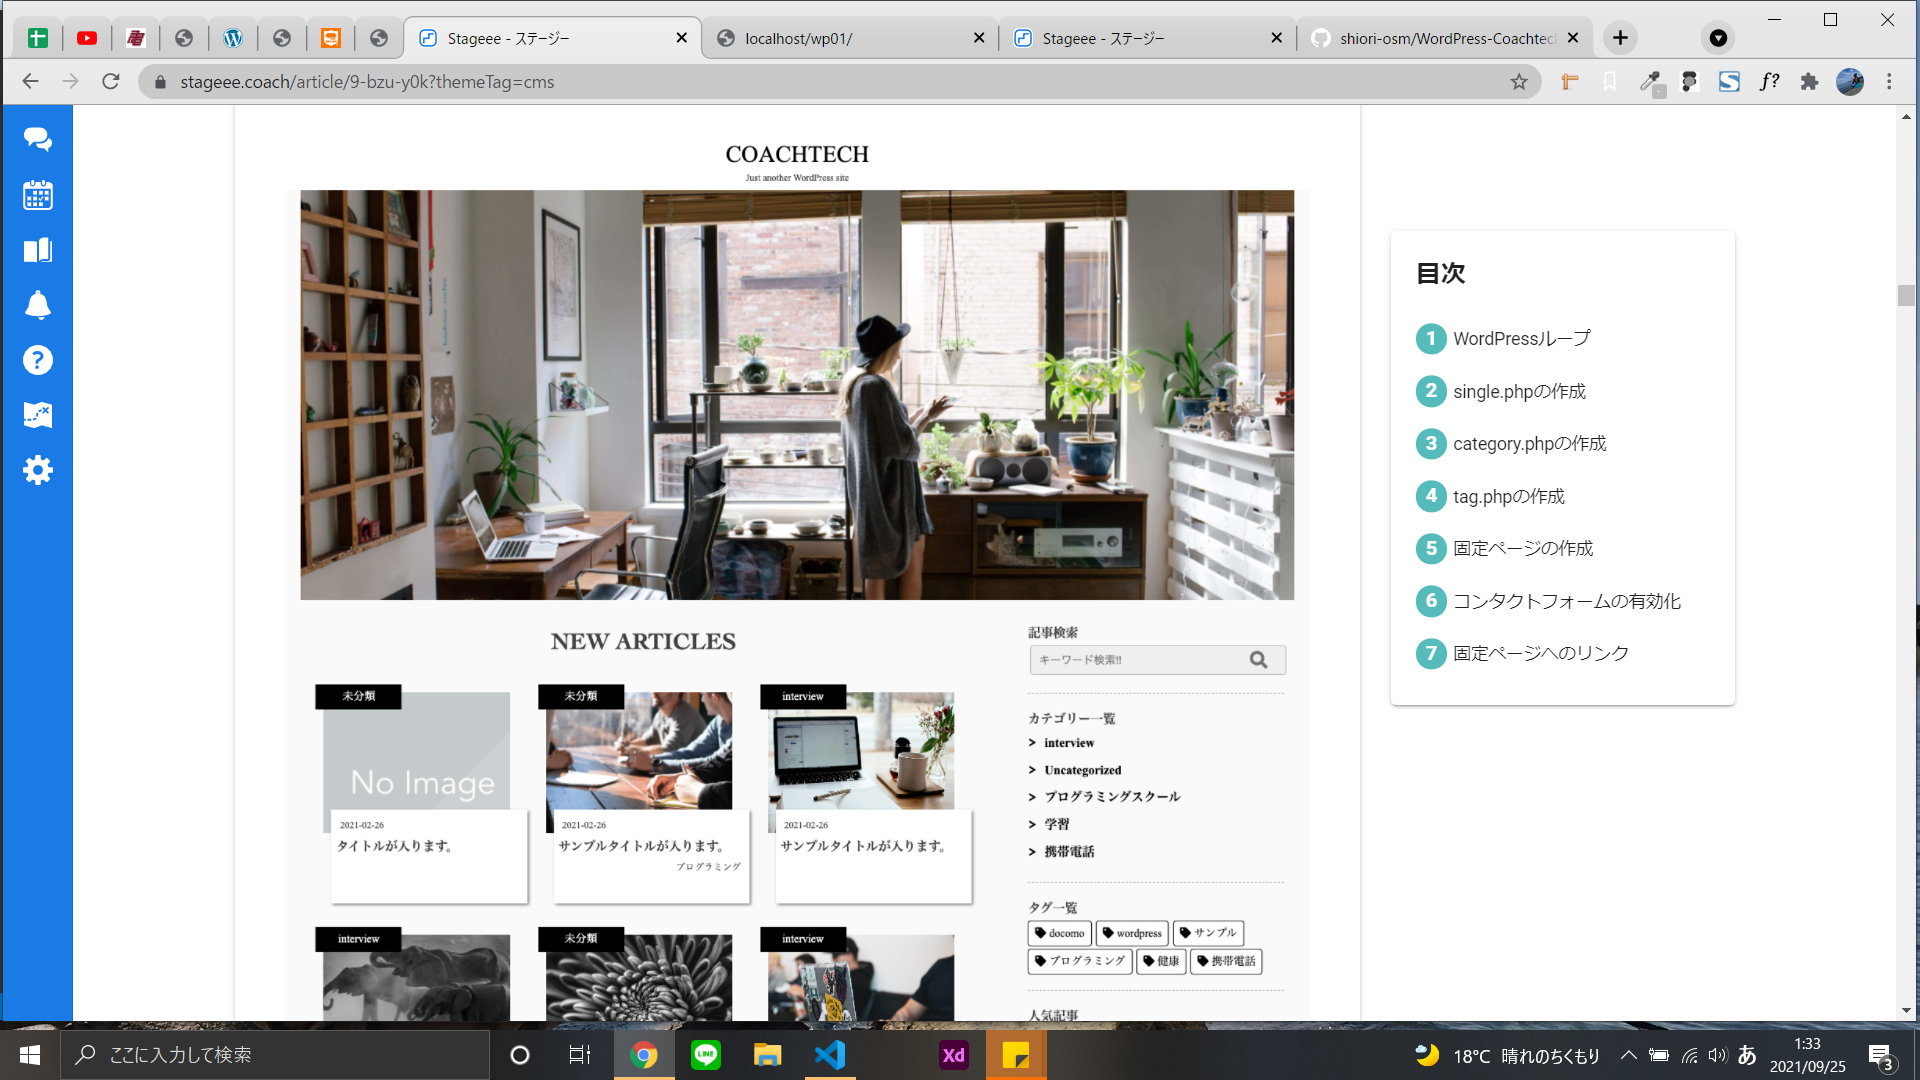 Stageee - ステージー
localhost/wp01/
Stageee - ステージー
shiori-osm/WordPress-Coachtec
stageee.coach/article/9-bzu-y0k?themeTag=cms
f?
COACHTECH
Just another WordPress site
目次
1 WordPressループ
2 single.phpの作成
3 category.phpの作成
4 tag.phpの作成
5 固定ページの作成
6 コンタクトフォームの有効化
7 固定ページへのリンク
NEW ARTICLES
未分類
No Image
2021-02-26
タイトルが入ります。
未分類
2021-02-26
サンプルタイトルが入ります。
プログラミング
interview
2021-02-26
サンプルタイトルが入ります。
interview
未分類
interview
記事検索
キーワード検索!!
カテゴリー一覧
> interview
> Uncategorized
> プログラミングスクール
> 学習
> 携帯電話
タグ一覧
docomo wordpress サンプル
プログラミング 健康 携帯電話
人気記事
ここに入力して検索
LINE
Xd
18°C 晴れのちくもり
あ
1:33
2021/09/25
3